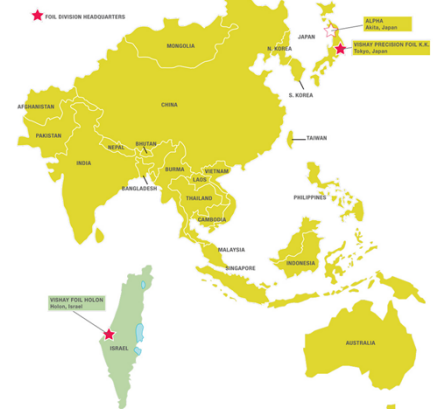 FOIL DIVISION HEADQUARTERS
ALPHA
Akita, Japan
JAPAN
VISHAY PRECISION FOIL K.K.
Tokyo, Japan
MONGOLIA
N. KOREA
S. KOREA
CHINA
AFGHANISTAN
PAKISTAN
TAIWAN
NEPAL
BHUTAN
INDIA
BURMA
VIETNAM
LAOS
BANGLADESH
THAILAND
PHILIPPINES
CAMBODIA
MALAYSIA
INDONESIA
SINGAPORE
VISHAY FOIL HOLON
Holon, Israel
ISRAEL
AUSTRALIA